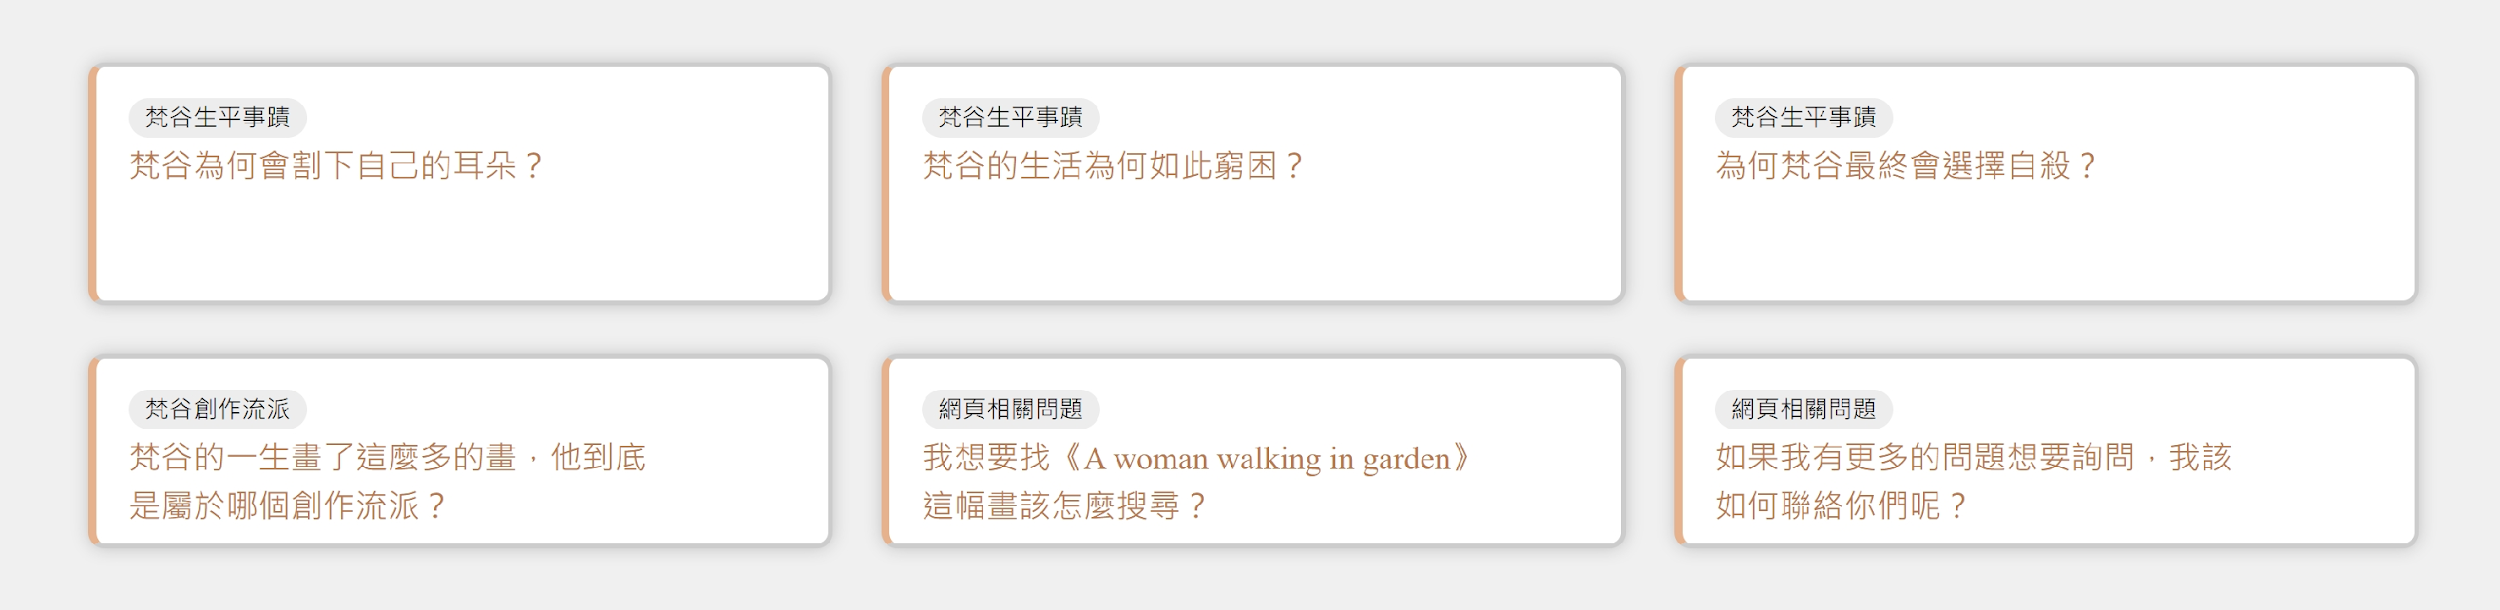 梵谷生平事蹟
梵谷為何會割下自己的耳朵？
梵谷生平事蹟
梵谷的生活為何如此窮困？
梵谷生平事蹟
為何梵谷最終會選擇自殺？
梵谷創作流派
梵谷的一生畫了這麼多的畫，他到底
是屬於哪個創作流派？
網頁相關問題
我想要找《A woman walking in garden》
這幅畫該怎麼搜尋？
網頁相關問題
如果我有更多的問題想要詢問，我該
如何聯絡你們呢？